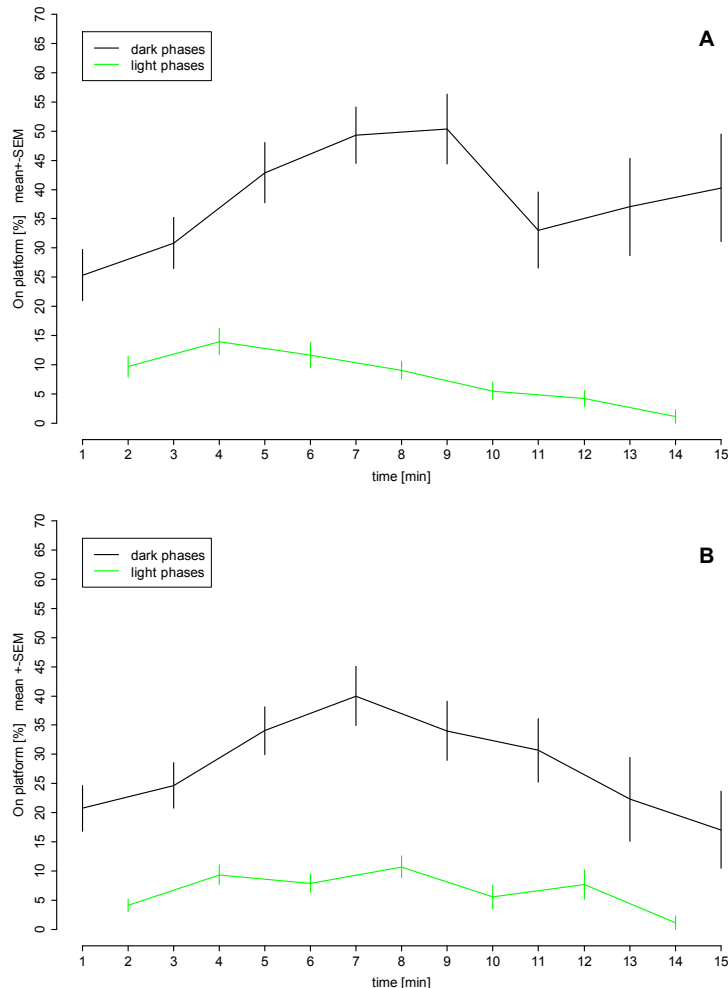 A
dark phases
light phases
On platform [%] mean+-SEM
70
65
60
55
50
45
40
35
30
25
20
15
10
5
0
1 2 3 4 5 6 7 8 9 10 11 12 13 14 15
time [min]
B
dark phases
light phases
On platform [%] mean +-SEM
70
65
60
55
50
45
40
35
30
25
20
15
10
5
0
1 2 3 4 5 6 7 8 9 10 11 12 13 14 15
time [min]